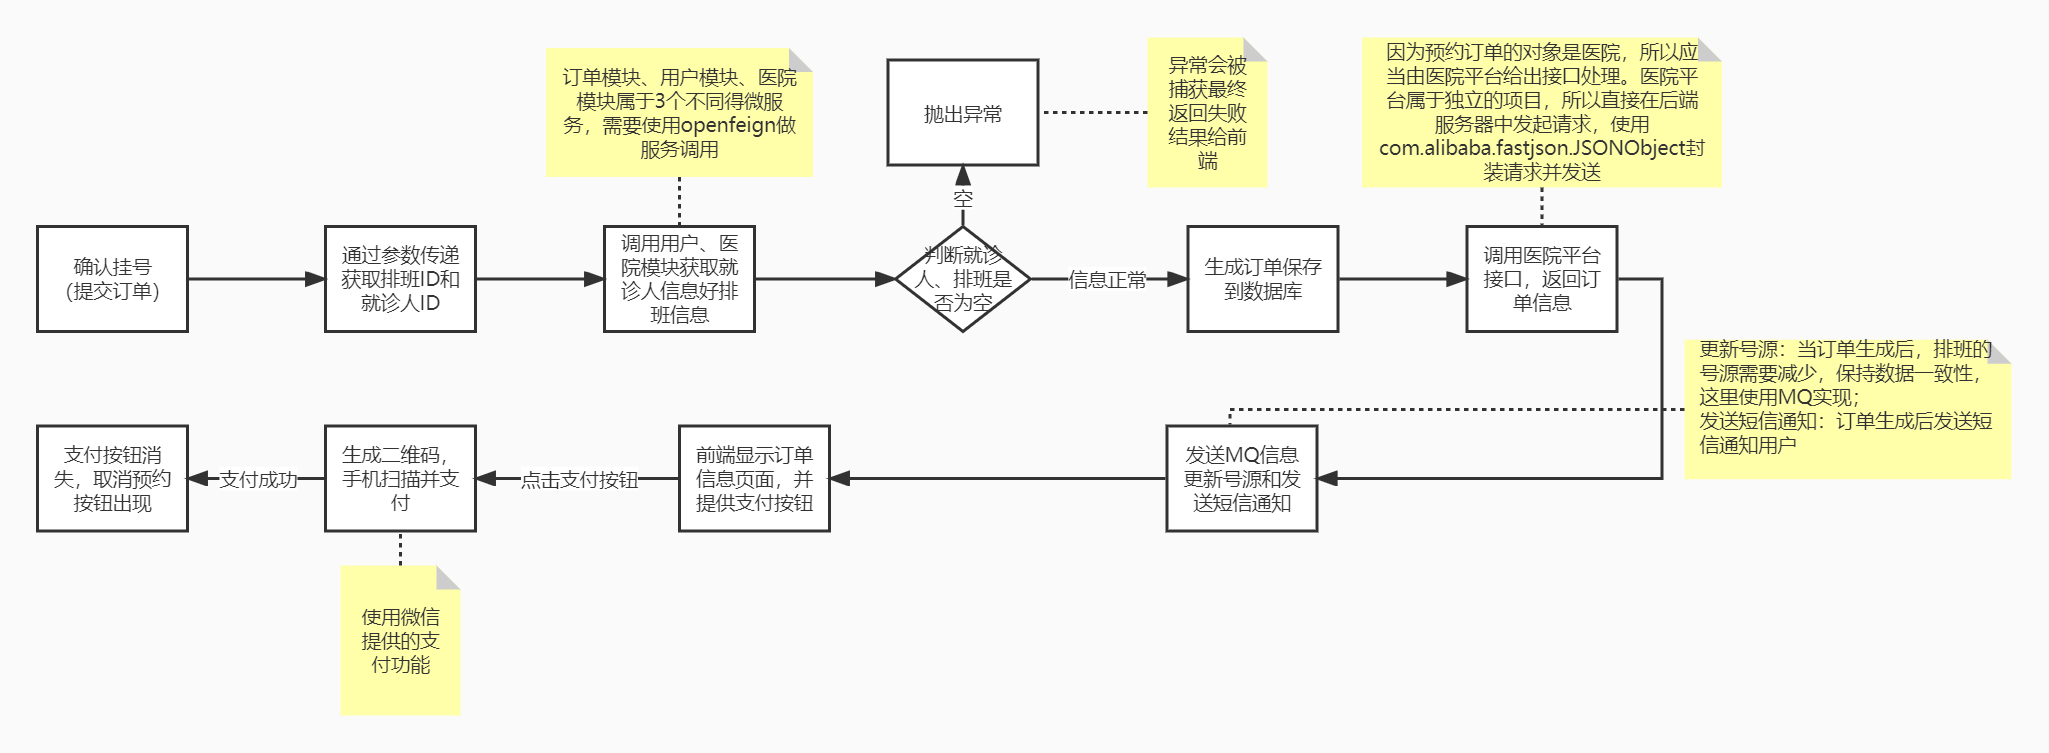 订单模块、用户模块、医院
模块属于3个不同得微服
务，需要使用openfeign做
服务调用
抛出异常
异常会被
捕获最终
返回失败
结果给前
端
因为预约订单的对象是医院，所以应
当由医院平台给出接口处理。医院平
台属于独立的项目，所以直接在后端
服务器中发起请求，使用
com.alibaba.fastjson.JSONObject封
装请求并发送
空
确认挂号
（提交订单）
通过参数传递
获取排班ID和
就诊人ID
调用用户、医
院模块获取就
诊人信息好排
班信息
判断就诊
人、排班是
否为空
信息正常
生成订单保存
到数据库
调用医院平台
接口，返回订
单信息
更新号源：当订单生成后，排班的
号源需要减少，保持数据一致性，
这里使用MQ实现；
发送短信通知：订单生成后发送短
信通知用户
支付按钮消
失，取消预约
按钮出现
支付成功
生成二维码，
手机扫描并支
付
点击支付按钮
前端显示订单
信息页面，并
提供支付按钮
发送MQ信息
更新号源和发
送短信通知
使用微信
提供的支
付功能